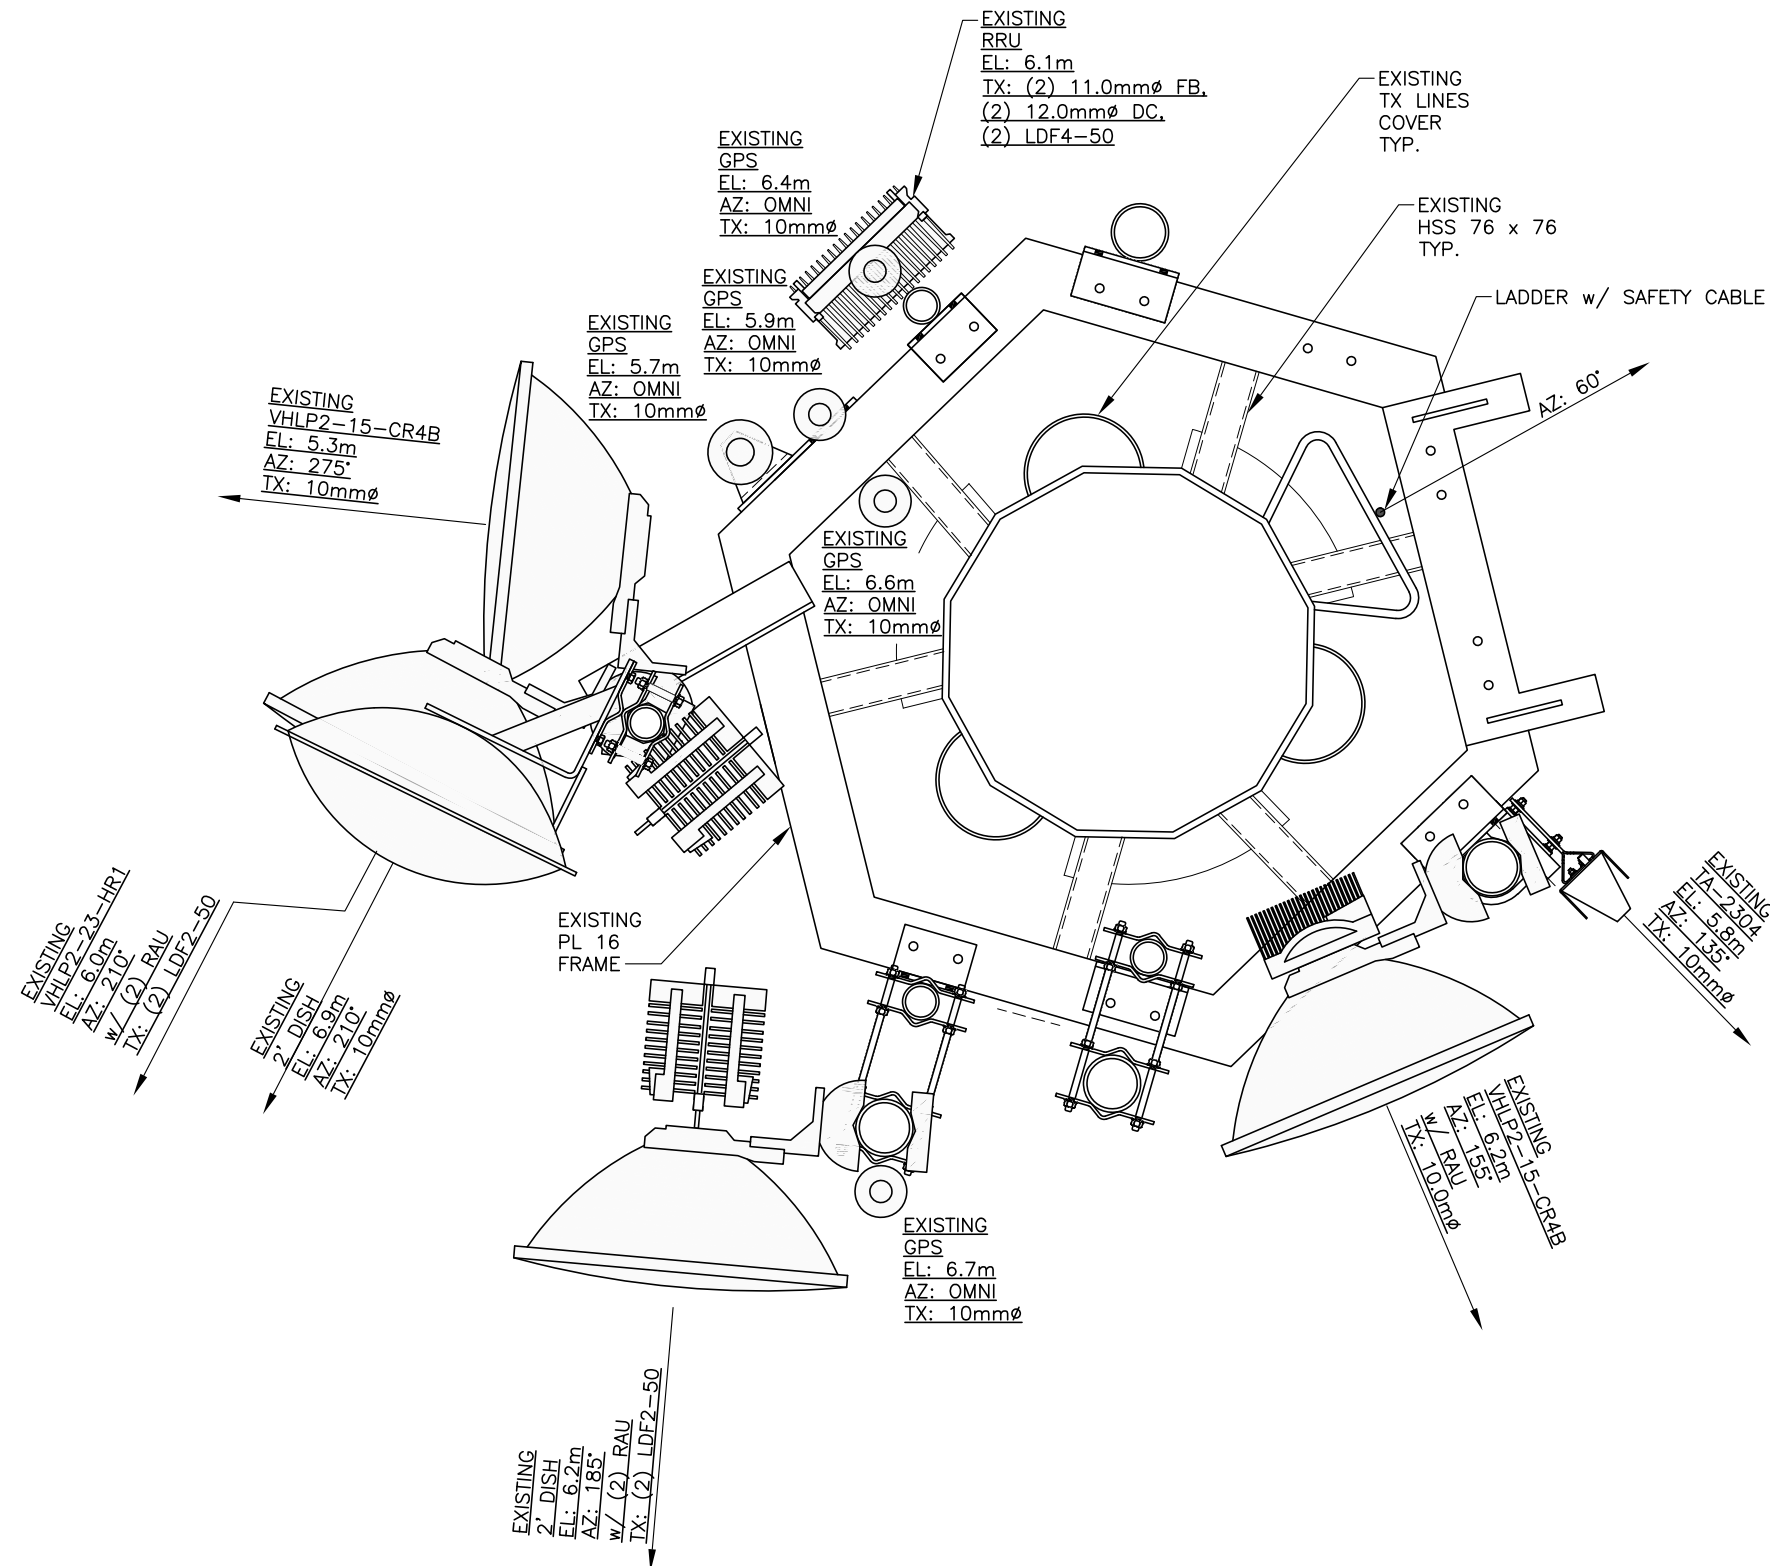 EXISTING
RRU
EL: 6.1m
TX: (2) 11.0mmø FB,
(2) 12.0mmø DC,
(2) LDF4-50
EXISTING
TX LINES
COVER
TYP.
EXISTING
GPS
EL: 6.4m
AZ: OMNI
TX: 10mmø
EXISTING
HSS 76 x 76
TYP.
EXISTING
GPS
EL: 5.9m
AZ: OMNI
TX: 10mmø
LADDER w/ SAFETY CABLE
EXISTING
GPS
EL: 5.7m
AZ: OMNI
TX: 10mmø
AZ: 60°
EXISTING
VHLP2-15-CR4B
EL: 5.3m
AZ: 275°
TX: 10mmø
EXISTING
GPS
EL: 6.6m
AZ: OMNI
TX: 10mmø
EXISTING
VHLP2-23-HR1
EL: 6.0m
AZ: 210°
w/ (2) RAU
TX: (2) LDF2-50
EXISTING
2' DISH
EL: 6.9m
AZ: 210°
TX: 10mmø
EXISTING
PL 16
FRAME
EXISTING
TA-2304
EL: 5.8m
AZ: 135°
TX: 10mmø
EXISTING
VHLP2-15-CR4B
EL: 6.2m
AZ: 155°
w/ RAU
TX: 10.0mø
EXISTING
GPS
EL: 6.7m
AZ: OMNI
TX: 10mmø
EXISTING
2' DISH
EL: 6.2m
AZ: 185°
w/ (2) RAU
TX: (2) LDF2-50